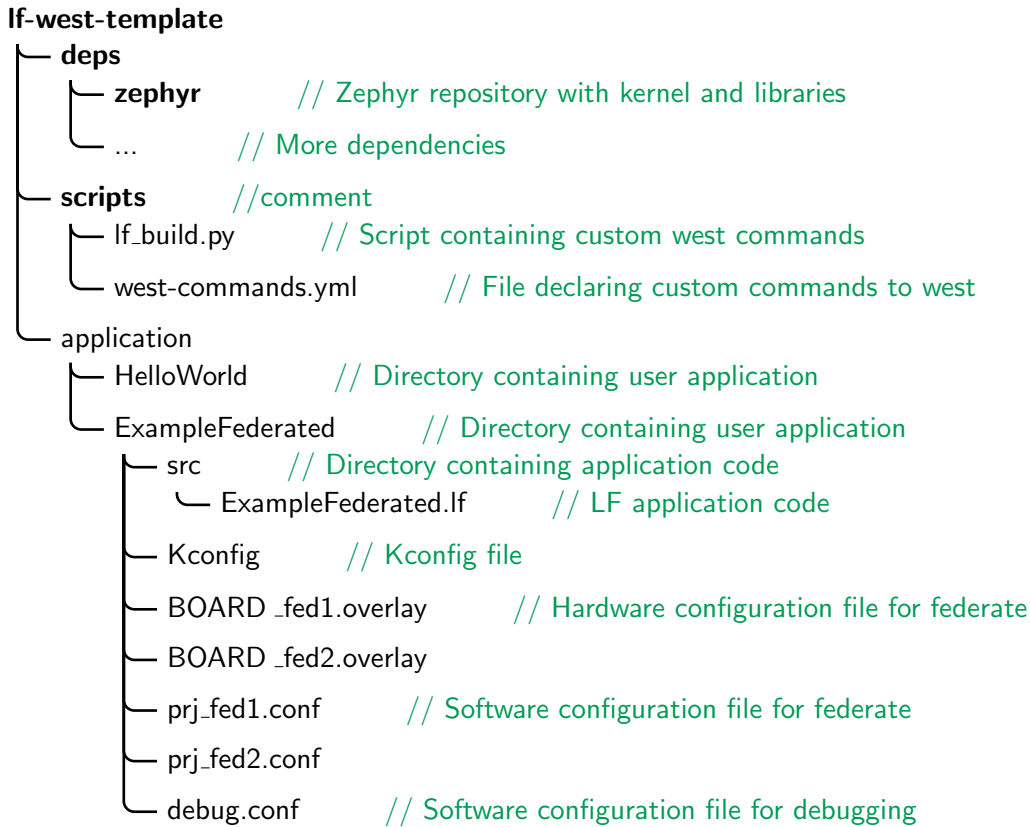 lf-west-template
deps
zephyr // Zephyr repository with kernel and libraries
... // More dependencies
scripts //comment
lf_build.py // Script containing custom west commands
west-commands.yml // File declaring custom commands to west
application
HelloWorld // Directory containing user application
ExampleFederated // Directory containing user application
src // Directory containing application code
ExampleFederated.lf // LF application code
Kconfig // Kconfig file
BOARD _fed1.overlay // Hardware configuration file for federate
BOARD _fed2.overlay
prj_fed1.conf // Software configuration file for federate
prj_fed2.conf
debug.conf // Software configuration file for debugging